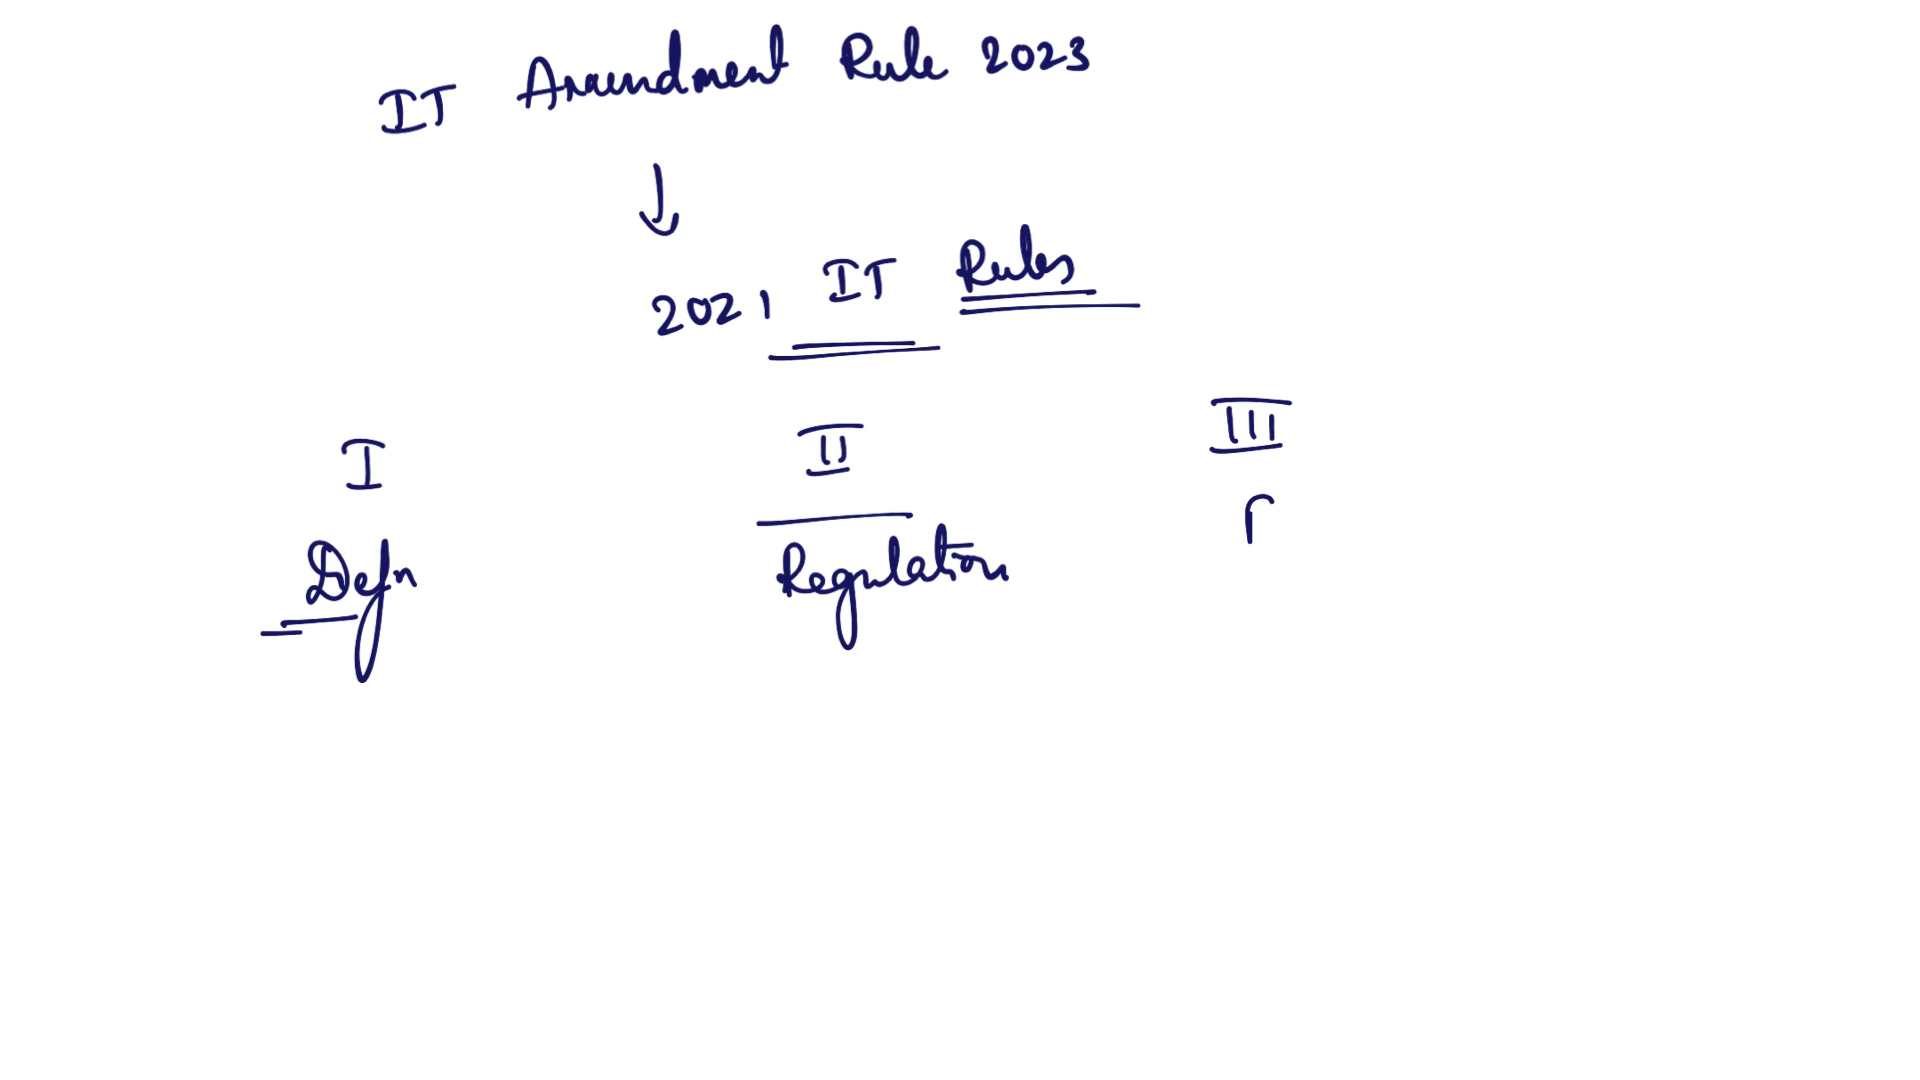 IT Amendment Rule 2023
2021 IT Rules
I II III
Defn Regulation